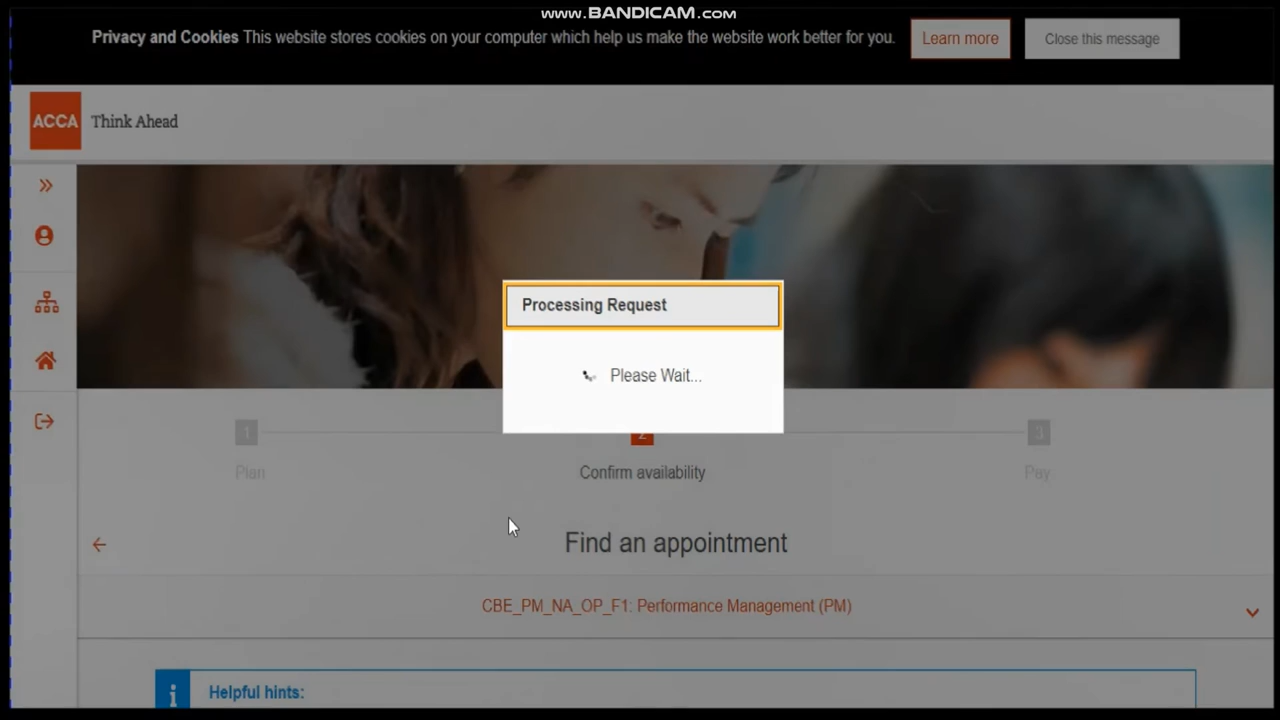 www.BANDICAM.com
Privacy and Cookies This website stores cookies on your computer which help us make the website work better for you.
Learn more
Close this message
ACCA
Think Ahead
Processing Request
Please Wait...
1
2
3
Plan
Confirm availability
Pay
Find an appointment
CBE_PM_NA_OP_F1: Performance Management (PM)
i
Helpful hints: